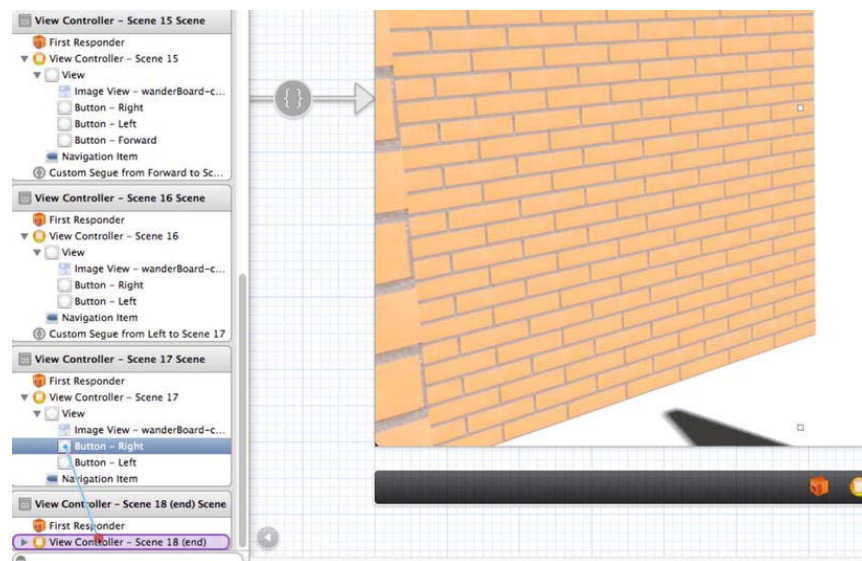 View Controller – Scene 15 Scene
First Responder
View Controller – Scene 15
View
Image View – wanderBoard-c...
Button – Right
Button – Left
Button – Forward
Navigation Item
Custom Segue from Forward to Sc...
View Controller – Scene 16 Scene
First Responder
View Controller – Scene 16
View
Image View – wanderBoard-c...
Button – Right
Button – Left
Navigation Item
Custom Segue from Left to Scene 17
View Controller – Scene 17 Scene
First Responder
View Controller – Scene 17
View
Image View – wanderBoard-c...
Button – Right
Button – Left
Navigation Item
View Controller – Scene 18 (end) Scene
First Responder
View Controller – Scene 18 (end)
{ }